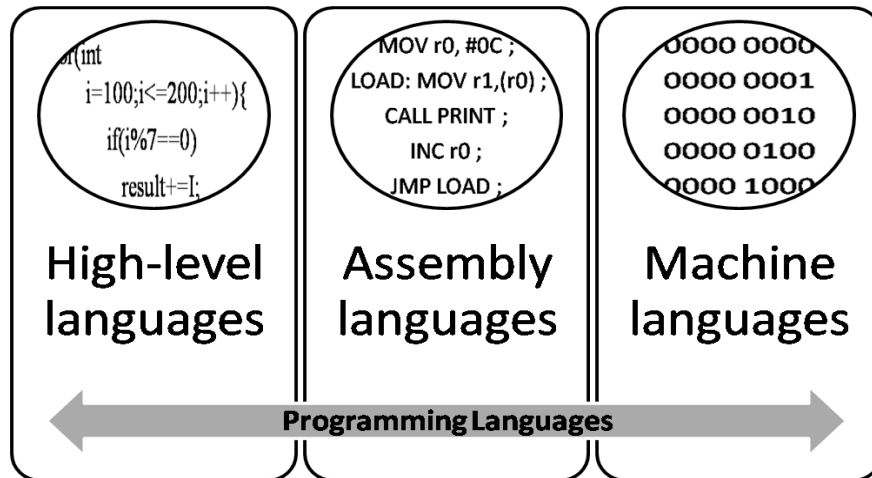 or(int
i=100;i<=200;i++){
if(i%7==0)
result+=I;
High-level
languages
MOV r0, #0C ;
LOAD: MOV r1,(r0) ;
CALL PRINT ;
INC r0 ;
JMP LOAD ;
Assembly
languages
0000 0000
0000 0001
0000 0010
0000 0100
0000 1000
Machine
languages
Programming Languages